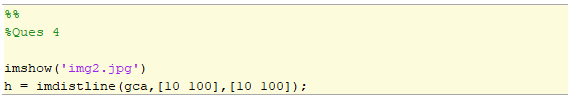 %%
%Ques 4
imshow('img2.jpg')
h = imdistline(gca,[10 100],[10 100]);